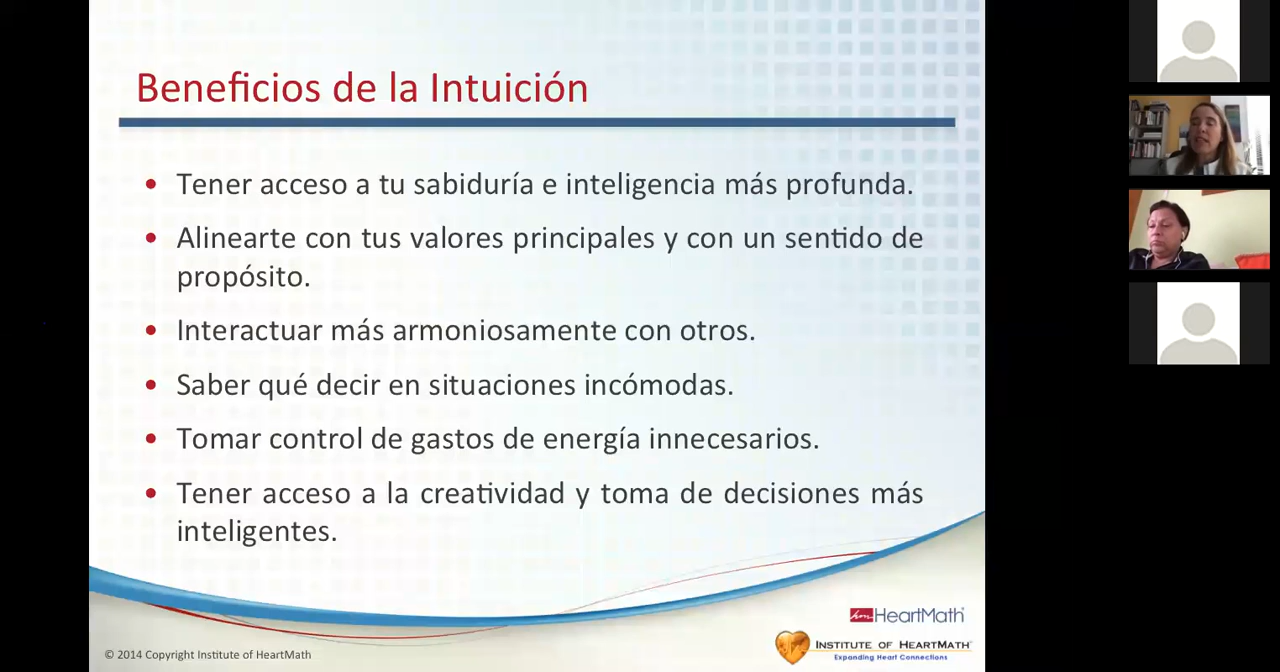 Beneficios de la Intuición
• Tener acceso a tu sabiduría e inteligencia más profunda.
• Alinearte con tus valores principales y con un sentido de
propósito.
• Interactuar más armoniosamente con otros.
• Saber qué decir en situaciones incómodas.
• Tomar control de gastos de energía innecesarios.
• Tener acceso a la creatividad y toma de decisiones más
inteligentes.
hm HeartMath®
INSTITUTE OF HEARTMATH
Expanding Heart Connections
© 2014 Copyright Institute of HeartMath